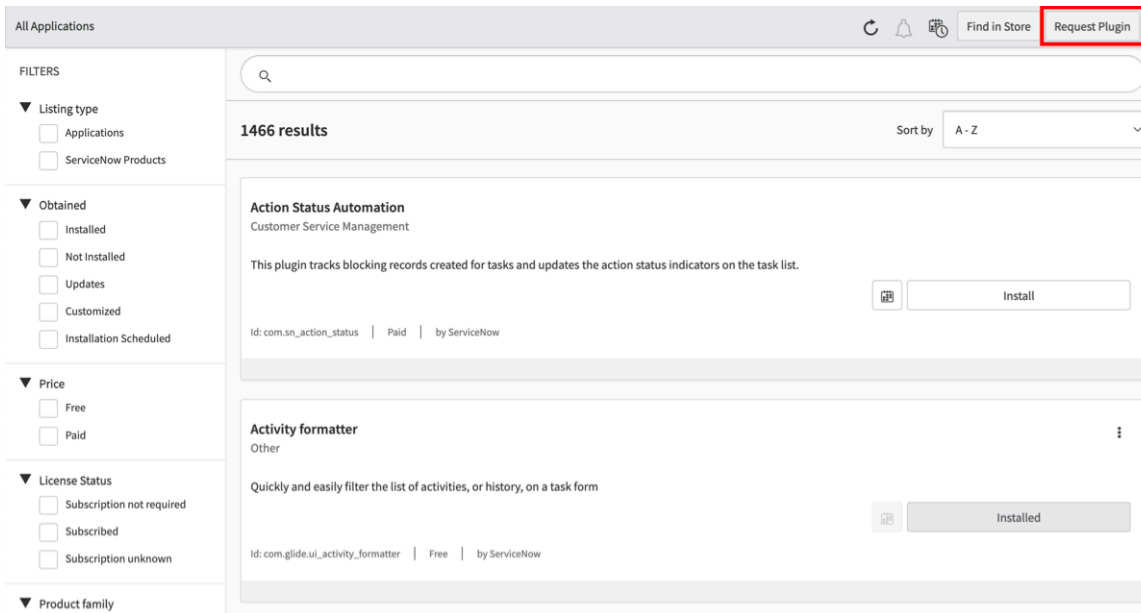 All Applications
Find in Store
Request Plugin
FILTERS
Listing type
Applications
ServiceNow Products
Obtained
Installed
Not Installed
Updates
Customized
Installation Scheduled
Price
Free
Paid
License Status
Subscription not required
Subscribed
Subscription unknown
Product family
1466 results
Sort by
A - Z
Action Status Automation
Customer Service Management
This plugin tracks blocking records created for tasks and updates the action status indicators on the task list.
Install
Id: com.sn_action_status | Paid | by ServiceNow
Activity formatter
Other
Quickly and easily filter the list of activities, or history, on a task form
Installed
Id: com.glide.ui_activity_formatter | Free | by ServiceNow